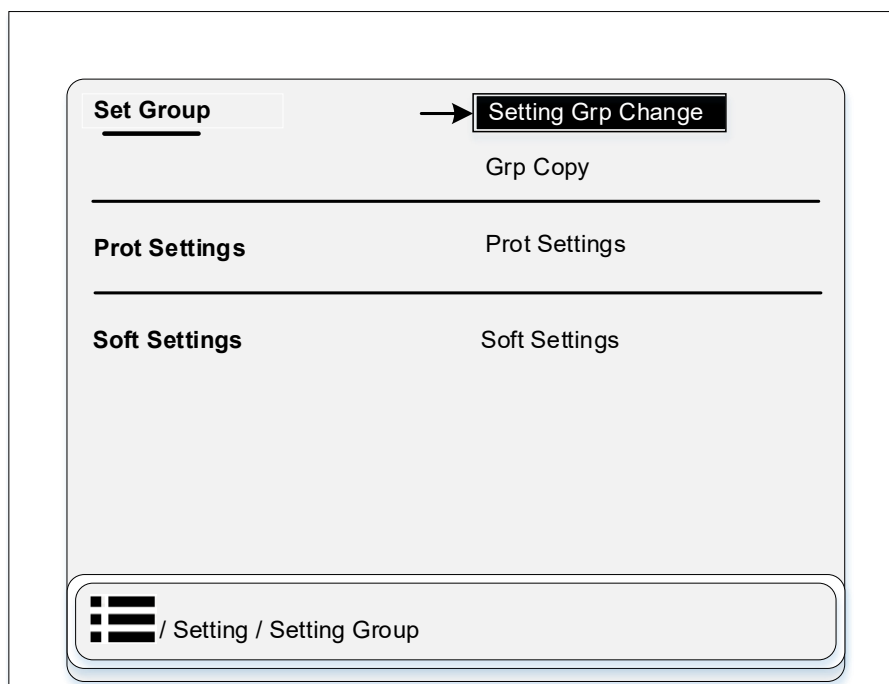 Set Group
Setting Grp Change
Grp Copy
Prot Settings
Prot Settings
Soft Settings
Soft Settings
/ Setting / Setting Group